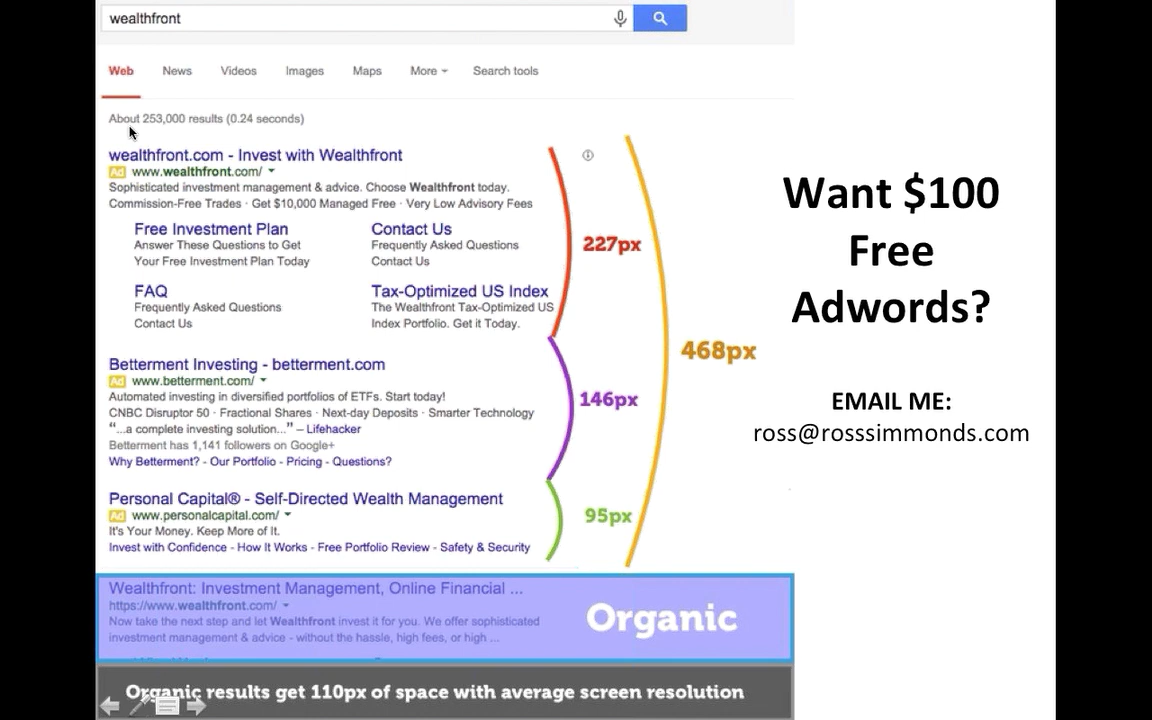 wealthfront
Web News Videos Images Maps More Search tools
About 253,000 results (0.24 seconds)
wealthfront.com - Invest with Wealthfront
Ad www.wealthfront.com/
Sophisticated investment management & advice. Choose Wealthfront today.
Commission-Free Trades · Get $10,000 Managed Free · Very Low Advisory Fees
Free Investment Plan
Answer These Questions to Get
Your Free Investment Plan Today
Contact Us
Frequently Asked Questions
Contact Us
FAQ
Frequently Asked Questions
Contact Us
Tax-Optimized US Index
The Wealthfront Tax-Optimized US
Index Portfolio. Get it Today.
227px
Betterment Investing - betterment.com
Ad www.betterment.com/
Automated investing in diversified portfolios of ETFs. Start today!
CNBC Disruptor 50 · Fractional Shares · Next-day Deposits · Smarter Technology
“...a complete investing solution...” – Lifehacker
Betterment has 1,141 followers on Google+
Why Betterment? - Our Portfolio - Pricing - Questions?
146px
Personal Capital® - Self-Directed Wealth Management
Ad www.personalcapital.com/
It's Your Money. Keep More of It.
Invest with Confidence - How It Works - Free Portfolio Review - Safety & Security
95px
468px
Wealthfront: Investment Management, Online Financial ...
https://www.wealthfront.com/
Now take the next step and let Wealthfront invest it for you. We offer sophisticated
investment management & advice - without the hassle, high fees, or high ...
Organic
Organic results get 110px of space with average screen resolution
Want $100
Free
Adwords?
EMAIL ME:
ross@rosssimmonds.com